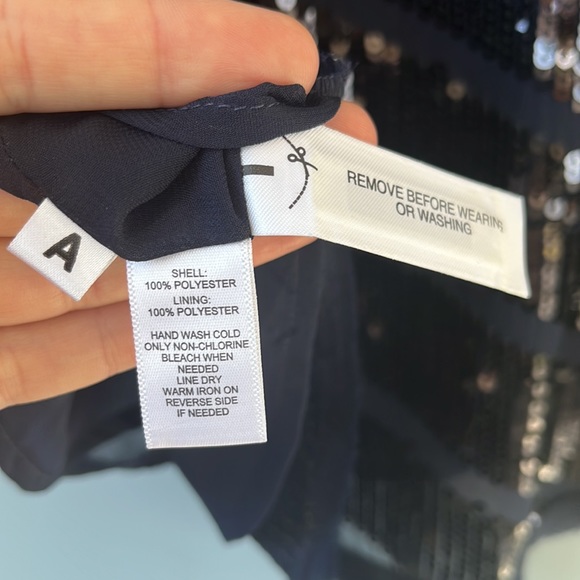 REMOVE BEFORE WEARING
OR WASHING
A
SHELL:
100% POLYESTER
LINING:
100% POLYESTER
HAND WASH COLD
ONLY NON-CHLORINE
BLEACH WHEN
NEEDED
LINE DRY
WARM IRON ON
REVERSE SIDE
IF NEEDED